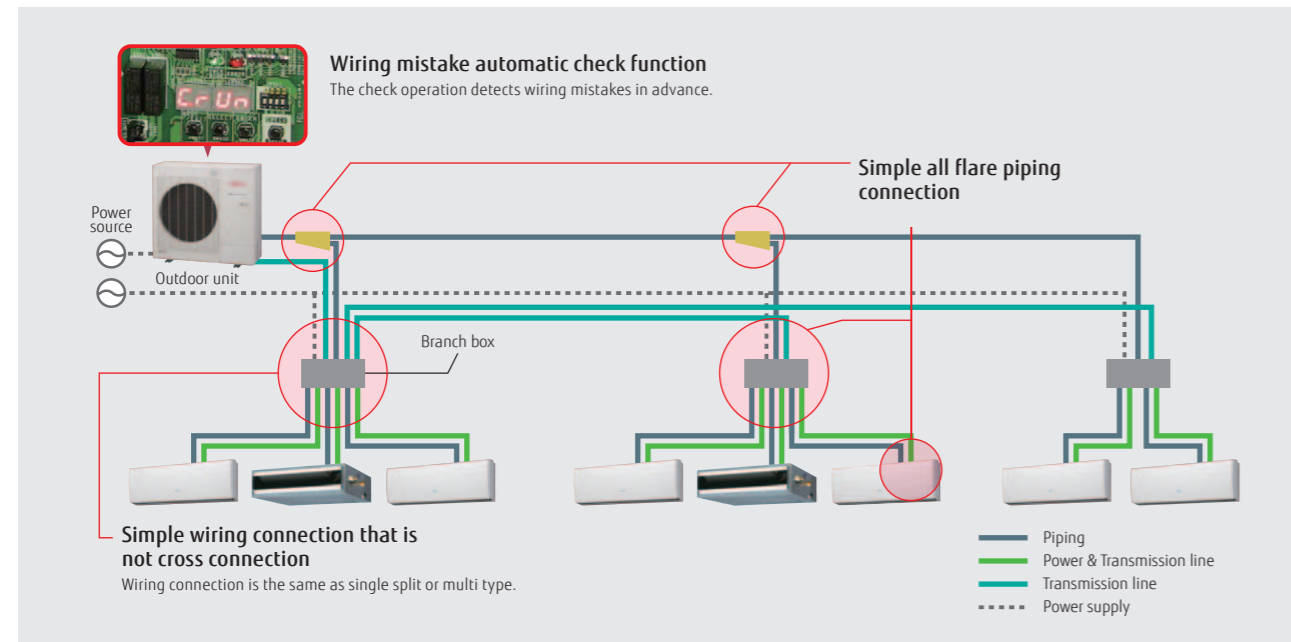 Wiring mistake automatic check function
The check operation detects wiring mistakes in advance.
Cr Un
Simple all flare piping
connection
Power
source
Outdoor unit
Branch box
Simple wiring connection that is
not cross connection
Wiring connection is the same as single split or multi type.
Piping
Power & Transmission line
Transmission line
Power supply